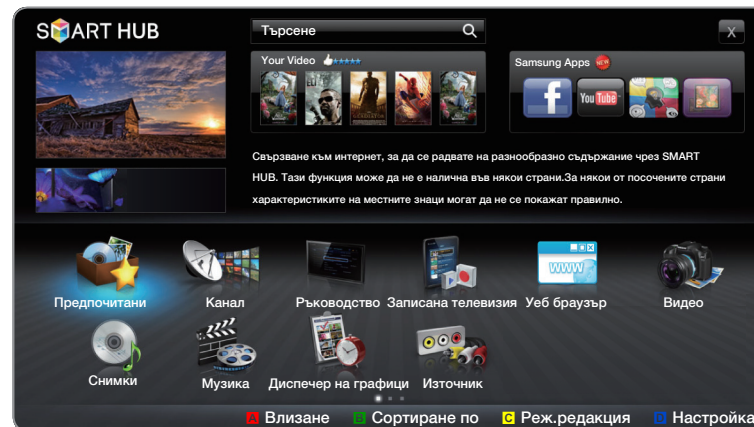 SMART HUB
Търсене
X
Your Video
Samsung Apps NEW
You Tube
Свързване към интернет, за да се радвате на разнообразно съдържание чрез SMART
HUB. Тази функция може да не е налична във някои страни.За някои от посочените страни
характеристиките на местните знаци могат да не се покажат правилно.
www
Предпочитани Канал Ръководство Записана телевизия Уеб браузър Видео
Снимки Музика Диспечер на графици Източник
A Влизане B Сортиране по C Реж.редакция D Настройка